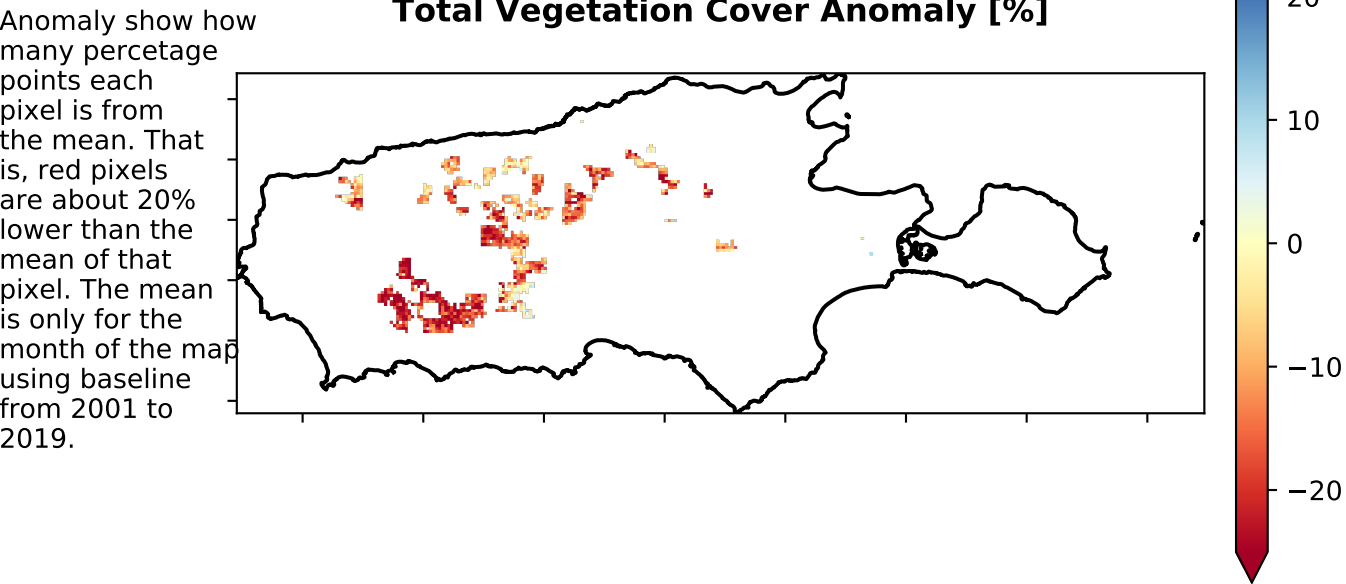 Total Vegetation Cover Anomaly [%]
Anomaly show how
many percetage
points each
pixel is from
the mean. That
is, red pixels
are about 20%
lower than the
mean of that
pixel. The mean
is only for the
month of the map
using baseline
from 2001 to
2019.
20
10
0
−10
−20